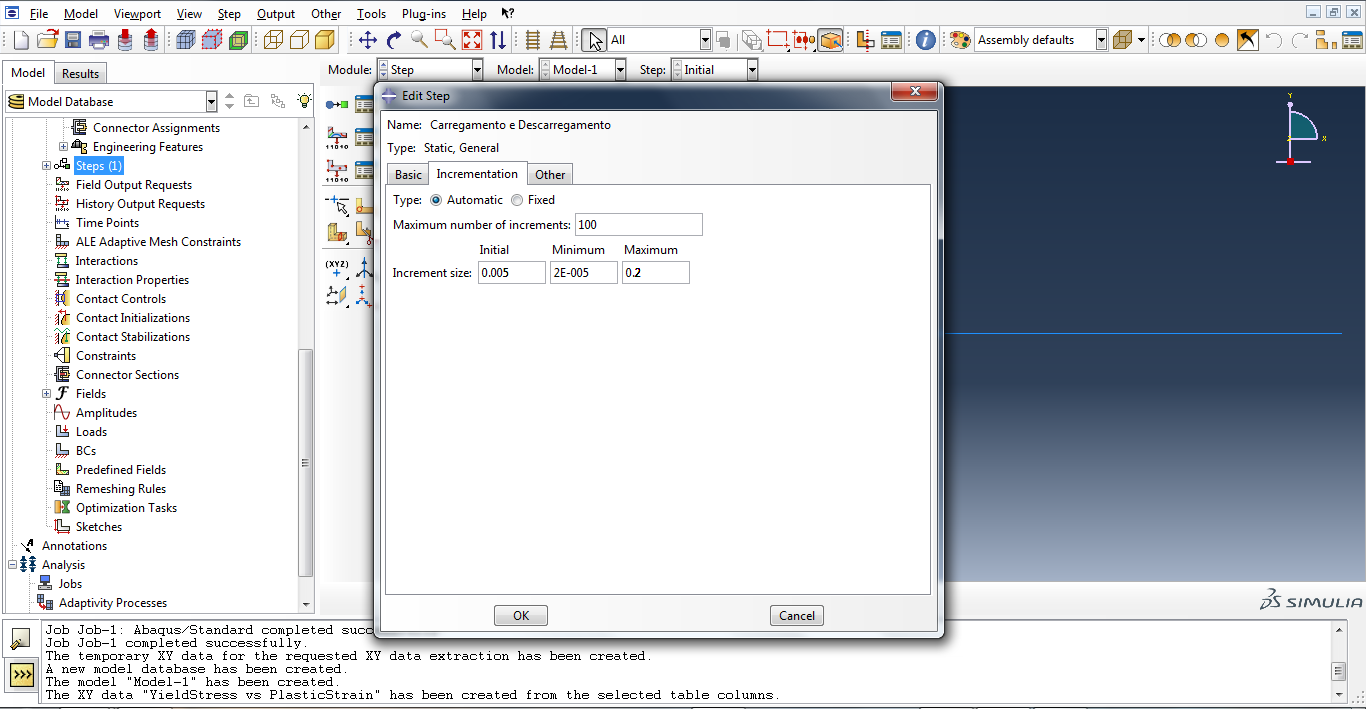 File Model Viewport View Step Output Other Tools Plug-ins Help
All Assembly defaults
Model Results
Module: Step Model: Model-1 Step: Initial
Model Database
Connector Assignments
Engineering Features
Steps (1)
Field Output Requests
History Output Requests
Time Points
ALE Adaptive Mesh Constraints
Interactions
Interaction Properties
Contact Controls
Contact Initializations
Contact Stabilizations
Constraints
Connector Sections
Fields
Amplitudes
Loads
BCs
Predefined Fields
Remeshing Rules
Optimization Tasks
Sketches
Annotations
Analysis
Jobs
Adaptivity Processes
11010
11010
(XYZ)
Edit Step
Name: Carregamento e Descarregamento
Type: Static, General
Basic Incrementation Other
Type: Automatic Fixed
Maximum number of increments: 100
Initial Minimum Maximum
Increment size: 0.005 2E-005 0.2
OK Cancel
Y
X
SIMULIA
Job Job-1: Abaqus/Standard completed
Job Job-1 completed successfully.
The temporary XY data for the requested XY data extraction has been created.
A new model database has been created.
The model "Model-1" has been created.
The XY data "YieldStress vs PlasticStrain" has been created from the selected table columns.
>>>